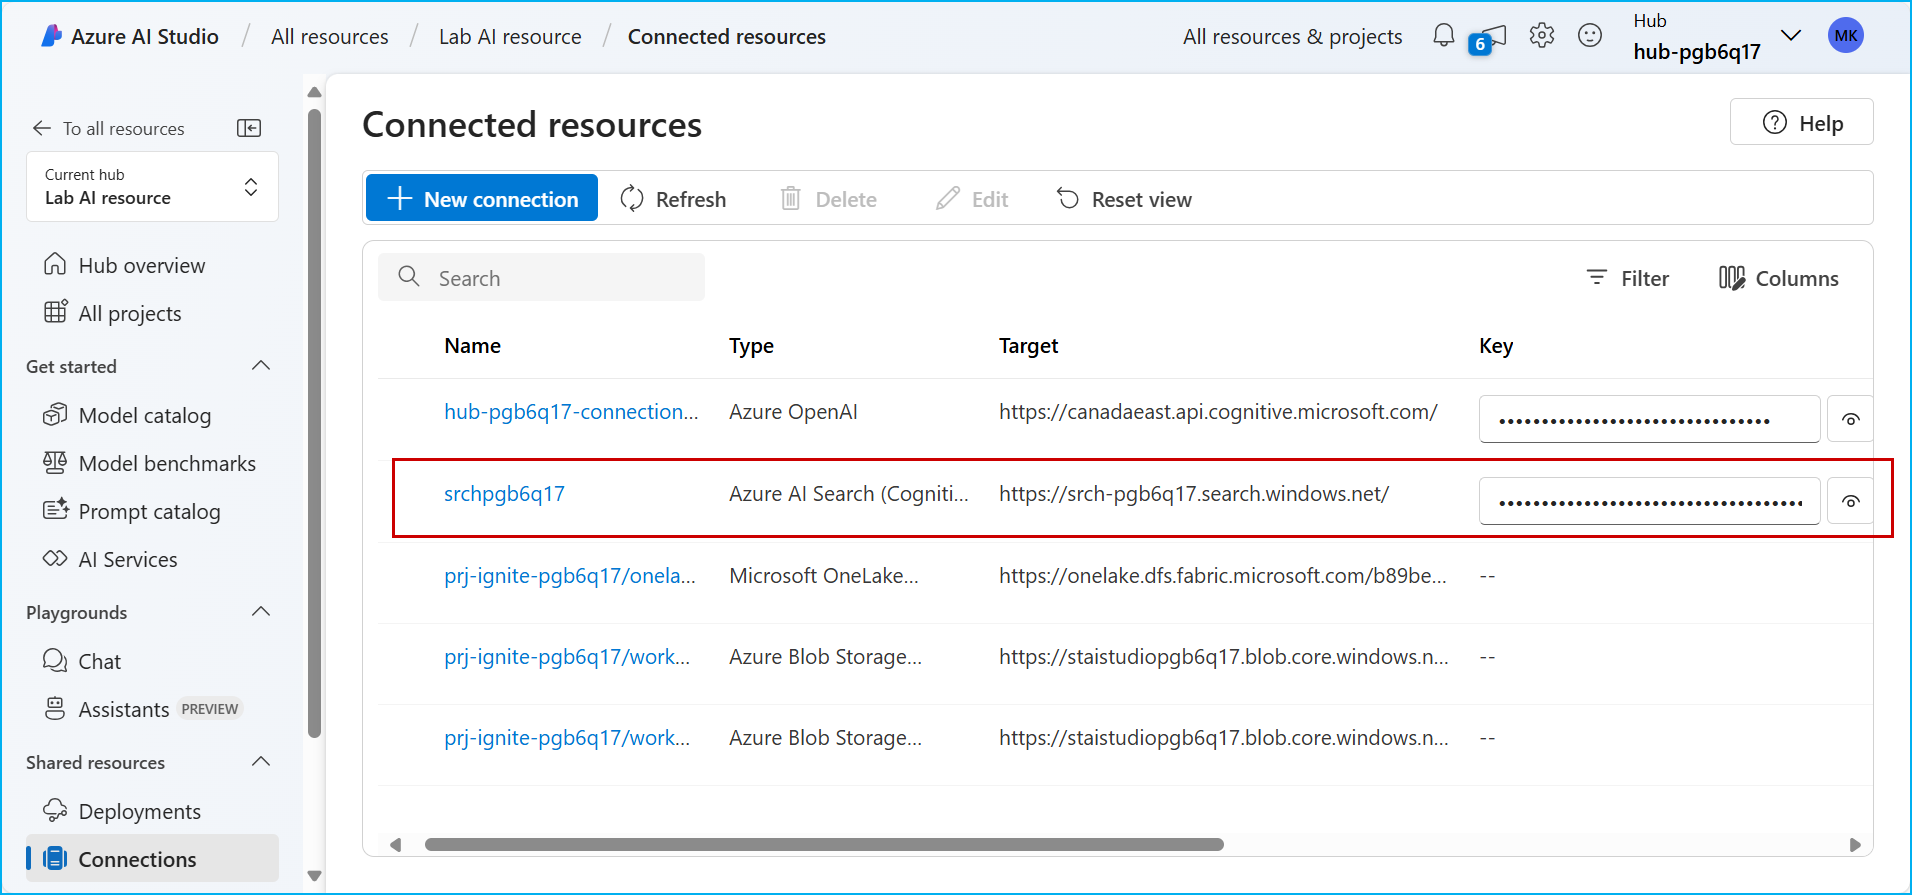 Azure AI Studio / All resources / Lab AI resource / Connected resources
All resources & projects
6
Hub
hub-pgb6q17
MK
To all resources
Current hub
Lab AI resource
Hub overview
All projects
Get started
Model catalog
Model benchmarks
Prompt catalog
AI Services
Playgrounds
Chat
Assistants PREVIEW
Shared resources
Deployments
Connections
Connected resources
Help
New connection Refresh Delete Edit Reset view
Search
Filter Columns
Name Type Target Key
hub-pgb6q17-connection... Azure OpenAI https://canadaeast.api.cognitive.microsoft.com/
srchpgb6q17 Azure AI Search (Cogniti... https://srch-pgb6q17.search.windows.net/
prj-ignite-pgb6q17/onela... Microsoft OneLake... https://onelake.dfs.fabric.microsoft.com/b89be... --
prj-ignite-pgb6q17/work... Azure Blob Storage... https://staistudiopgb6q17.blob.core.windows.n... --
prj-ignite-pgb6q17/work... Azure Blob Storage... https://staistudiopgb6q17.blob.core.windows.n... --